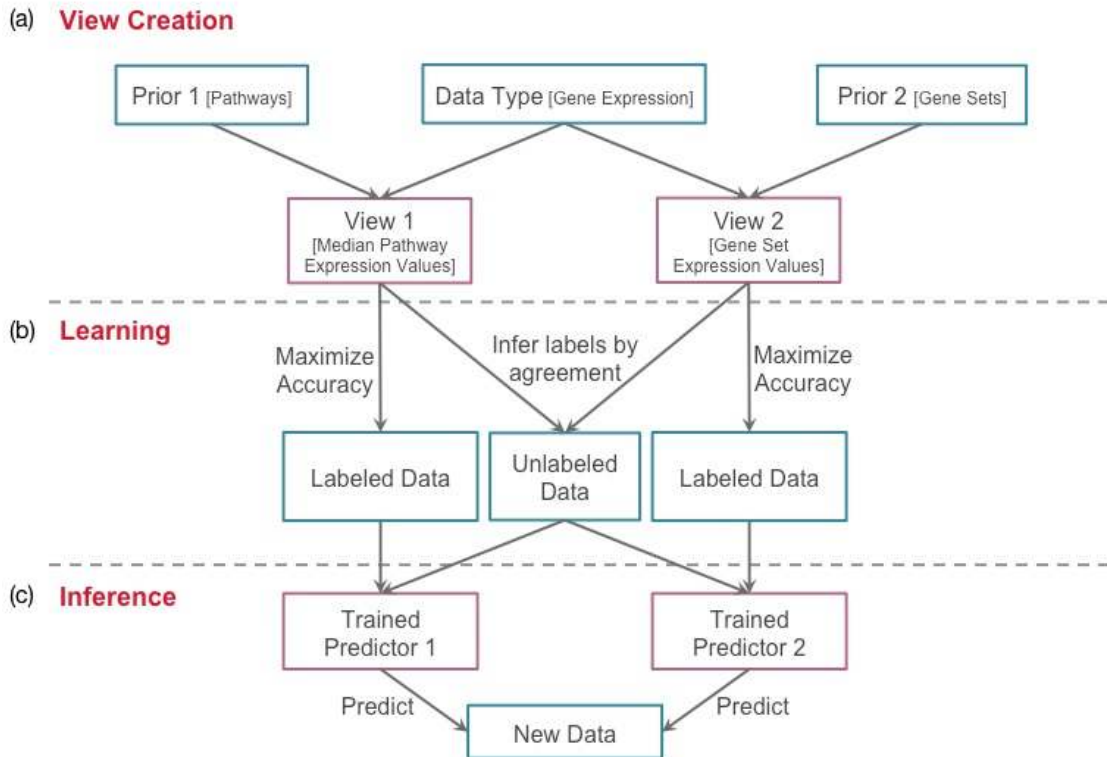 (a) View Creation
Prior 1 [Pathways]
Data Type [Gene Expression]
Prior 2 [Gene Sets]
View 1
[Median Pathway
Expression Values]
View 2
[Gene Set
Expression Values]
(b) Learning
Maximize
Accuracy
Infer labels by
agreement
Maximize
Accuracy
Labeled Data
Unlabeled
Data
Labeled Data
(c) Inference
Trained
Predictor 1
Trained
Predictor 2
Predict
Predict
New Data